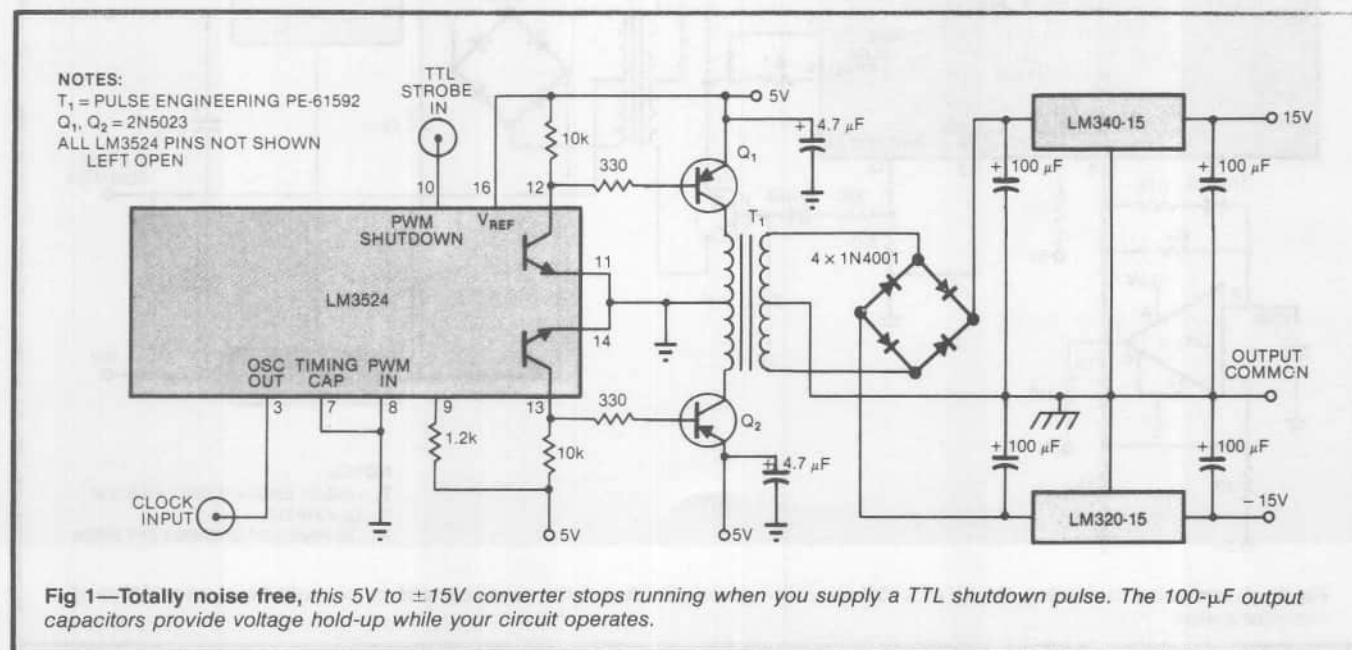 NOTES:
T₁ = PULSE ENGINEERING PE-61592
Q₁, Q₂ = 2N5023
ALL LM3524 PINS NOT SHOWN
LEFT OPEN
TTL
STROBE
IN
10
16
PWM
SHUTDOWN
VREF
LM3524
OSC
OUT
TIMING
CAP
PWM
IN
3
7
8
9
13
12
11
14
10k
330
1.2k
10k
330
CLOCK
INPUT
5V
5V
5V
4.7 µF
+
Q₁
T₁
Q₂
+
4.7 µF
4 × 1N4001
LM340-15
15V
+
100 µF
+
100 µF
OUTPUT
COMMON
+
100 µF
+
100 µF
LM320-15
−15V
Fig 1—Totally noise free, this 5V to ±15V converter stops running when you supply a TTL shutdown pulse. The 100-µF output
capacitors provide voltage hold-up while your circuit operates.